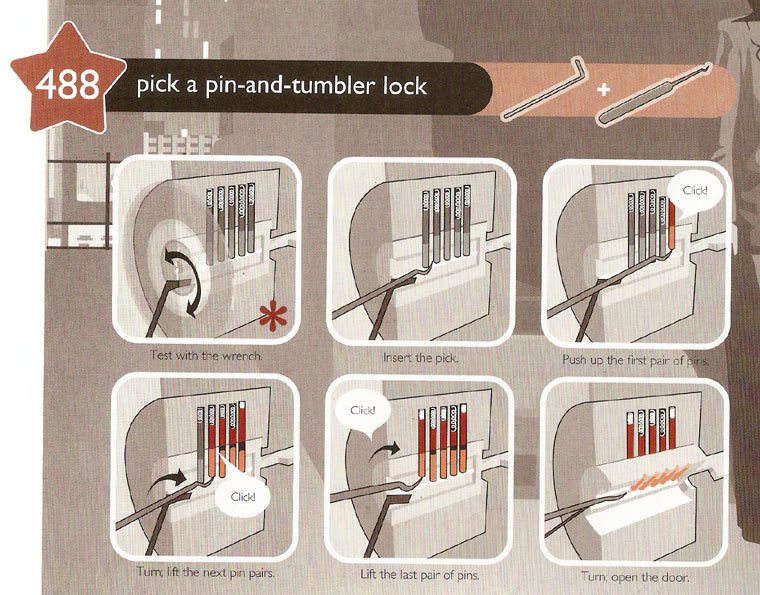 488
pick a pin-and-tumbler lock
+
Click!
Test with the wrench.
Insert the pick.
Push up the first pair of pins.
Click!
Click!
Turn; lift the next pin pairs.
Lift the last pair of pins.
Turn; open the door.